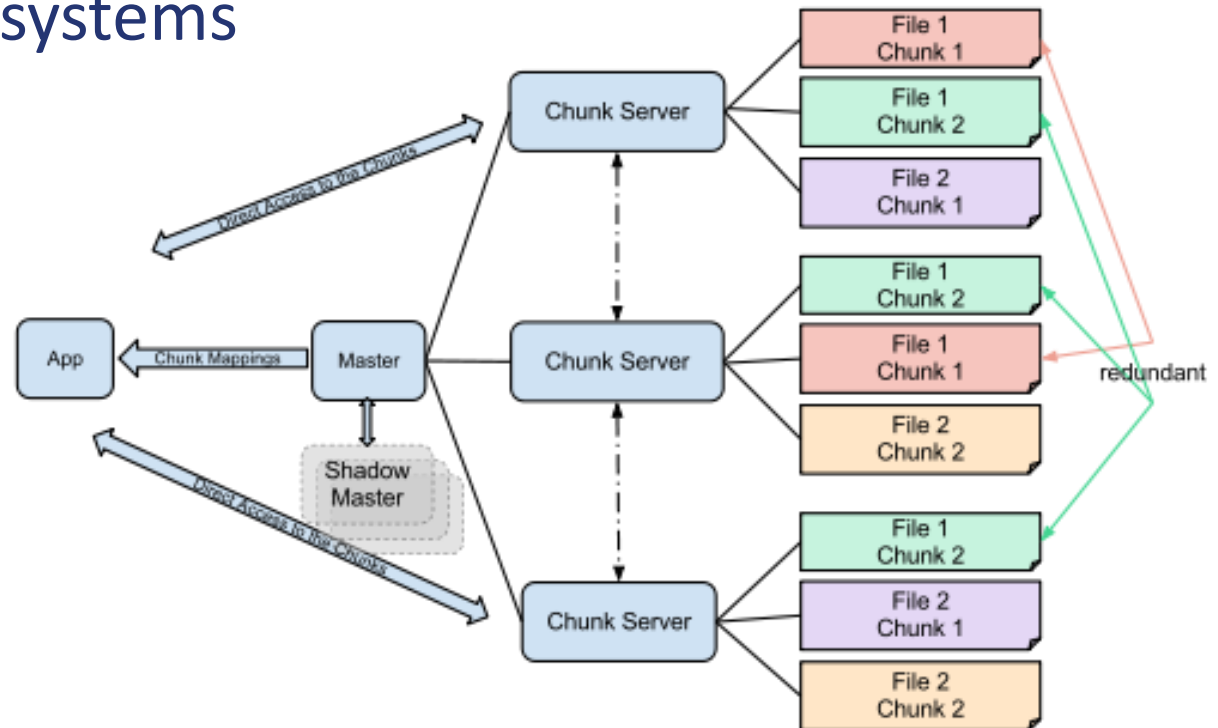 systems
File 1
Chunk 1
Chunk Server
File 1
Chunk 2
Direct Access to the Chunks
File 2
Chunk 1
File 1
Chunk 2
App
Chunk Mappings
Master
Chunk Server
File 1
Chunk 1
redundant
File 2
Chunk 2
Shadow
Master
Direct Access to the Chunks
File 1
Chunk 2
Chunk Server
File 2
Chunk 1
File 2
Chunk 2